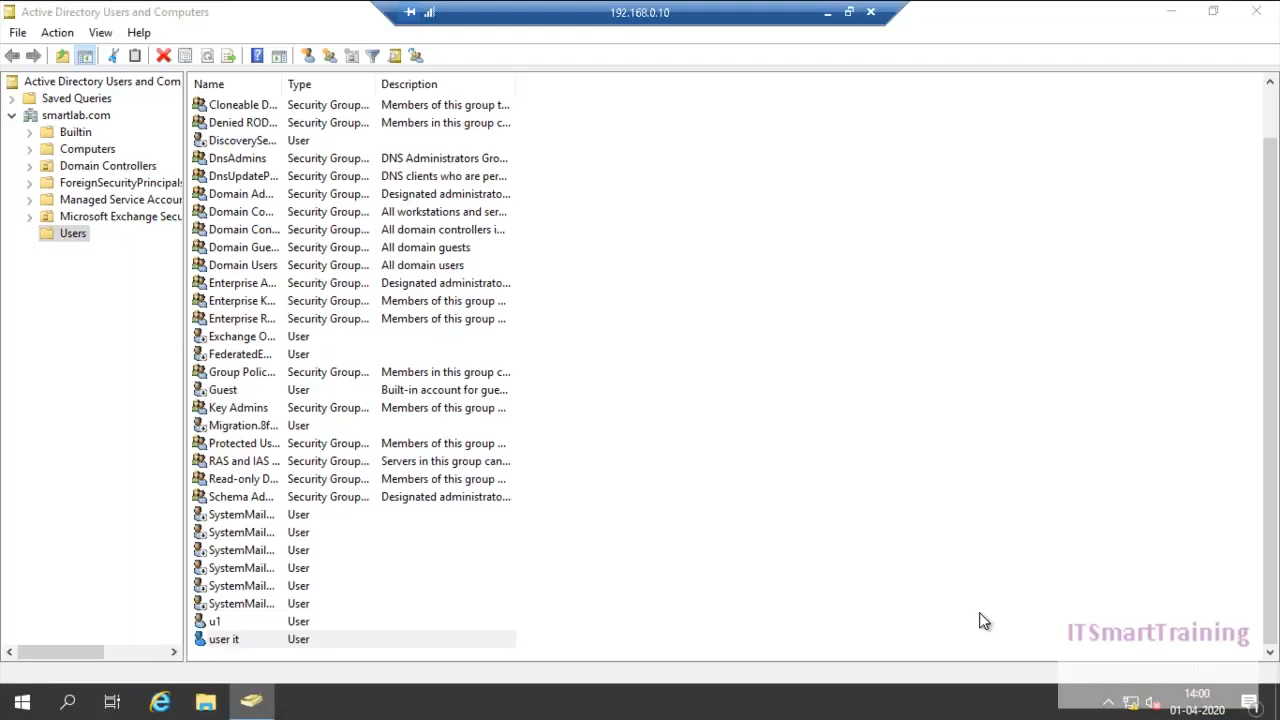 Active Directory Users and Computers
192.168.0.10
File Action View Help
Active Directory Users and Com
Saved Queries
smartlab.com
Builtin
Computers
Domain Controllers
ForeignSecurityPrincipals
Managed Service Accour
Microsoft Exchange Secu
Users
Name Type Description
Cloneable D... Security Group... Members of this group t...
Denied ROD... Security Group... Members in this group c...
DiscoverySe... User
DnsAdmins Security Group... DNS Administrators Gro...
DnsUpdateP... Security Group... DNS clients who are per...
Domain Ad... Security Group... Designated administrato...
Domain Co... Security Group... All workstations and ser...
Domain Con... Security Group... All domain controllers i...
Domain Gue... Security Group... All domain guests
Domain Users Security Group... All domain users
Enterprise A... Security Group... Designated administrato...
Enterprise K... Security Group... Members of this group ...
Enterprise R... Security Group... Members of this group ...
Exchange O... User
FederatedE... User
Group Polic... Security Group... Members in this group c...
Guest User Built-in account for gue...
Key Admins Security Group... Members of this group ...
Migration.8f... User
Protected Us... Security Group... Members of this group ...
RAS and IAS ... Security Group... Servers in this group can...
Read-only D... Security Group... Members of this group ...
Schema Ad... Security Group... Designated administrato...
SystemMail... User
SystemMail... User
SystemMail... User
SystemMail... User
SystemMail... User
SystemMail... User
u1 User
user it User
ITSmartTraining
14:00
01-04-2020
1